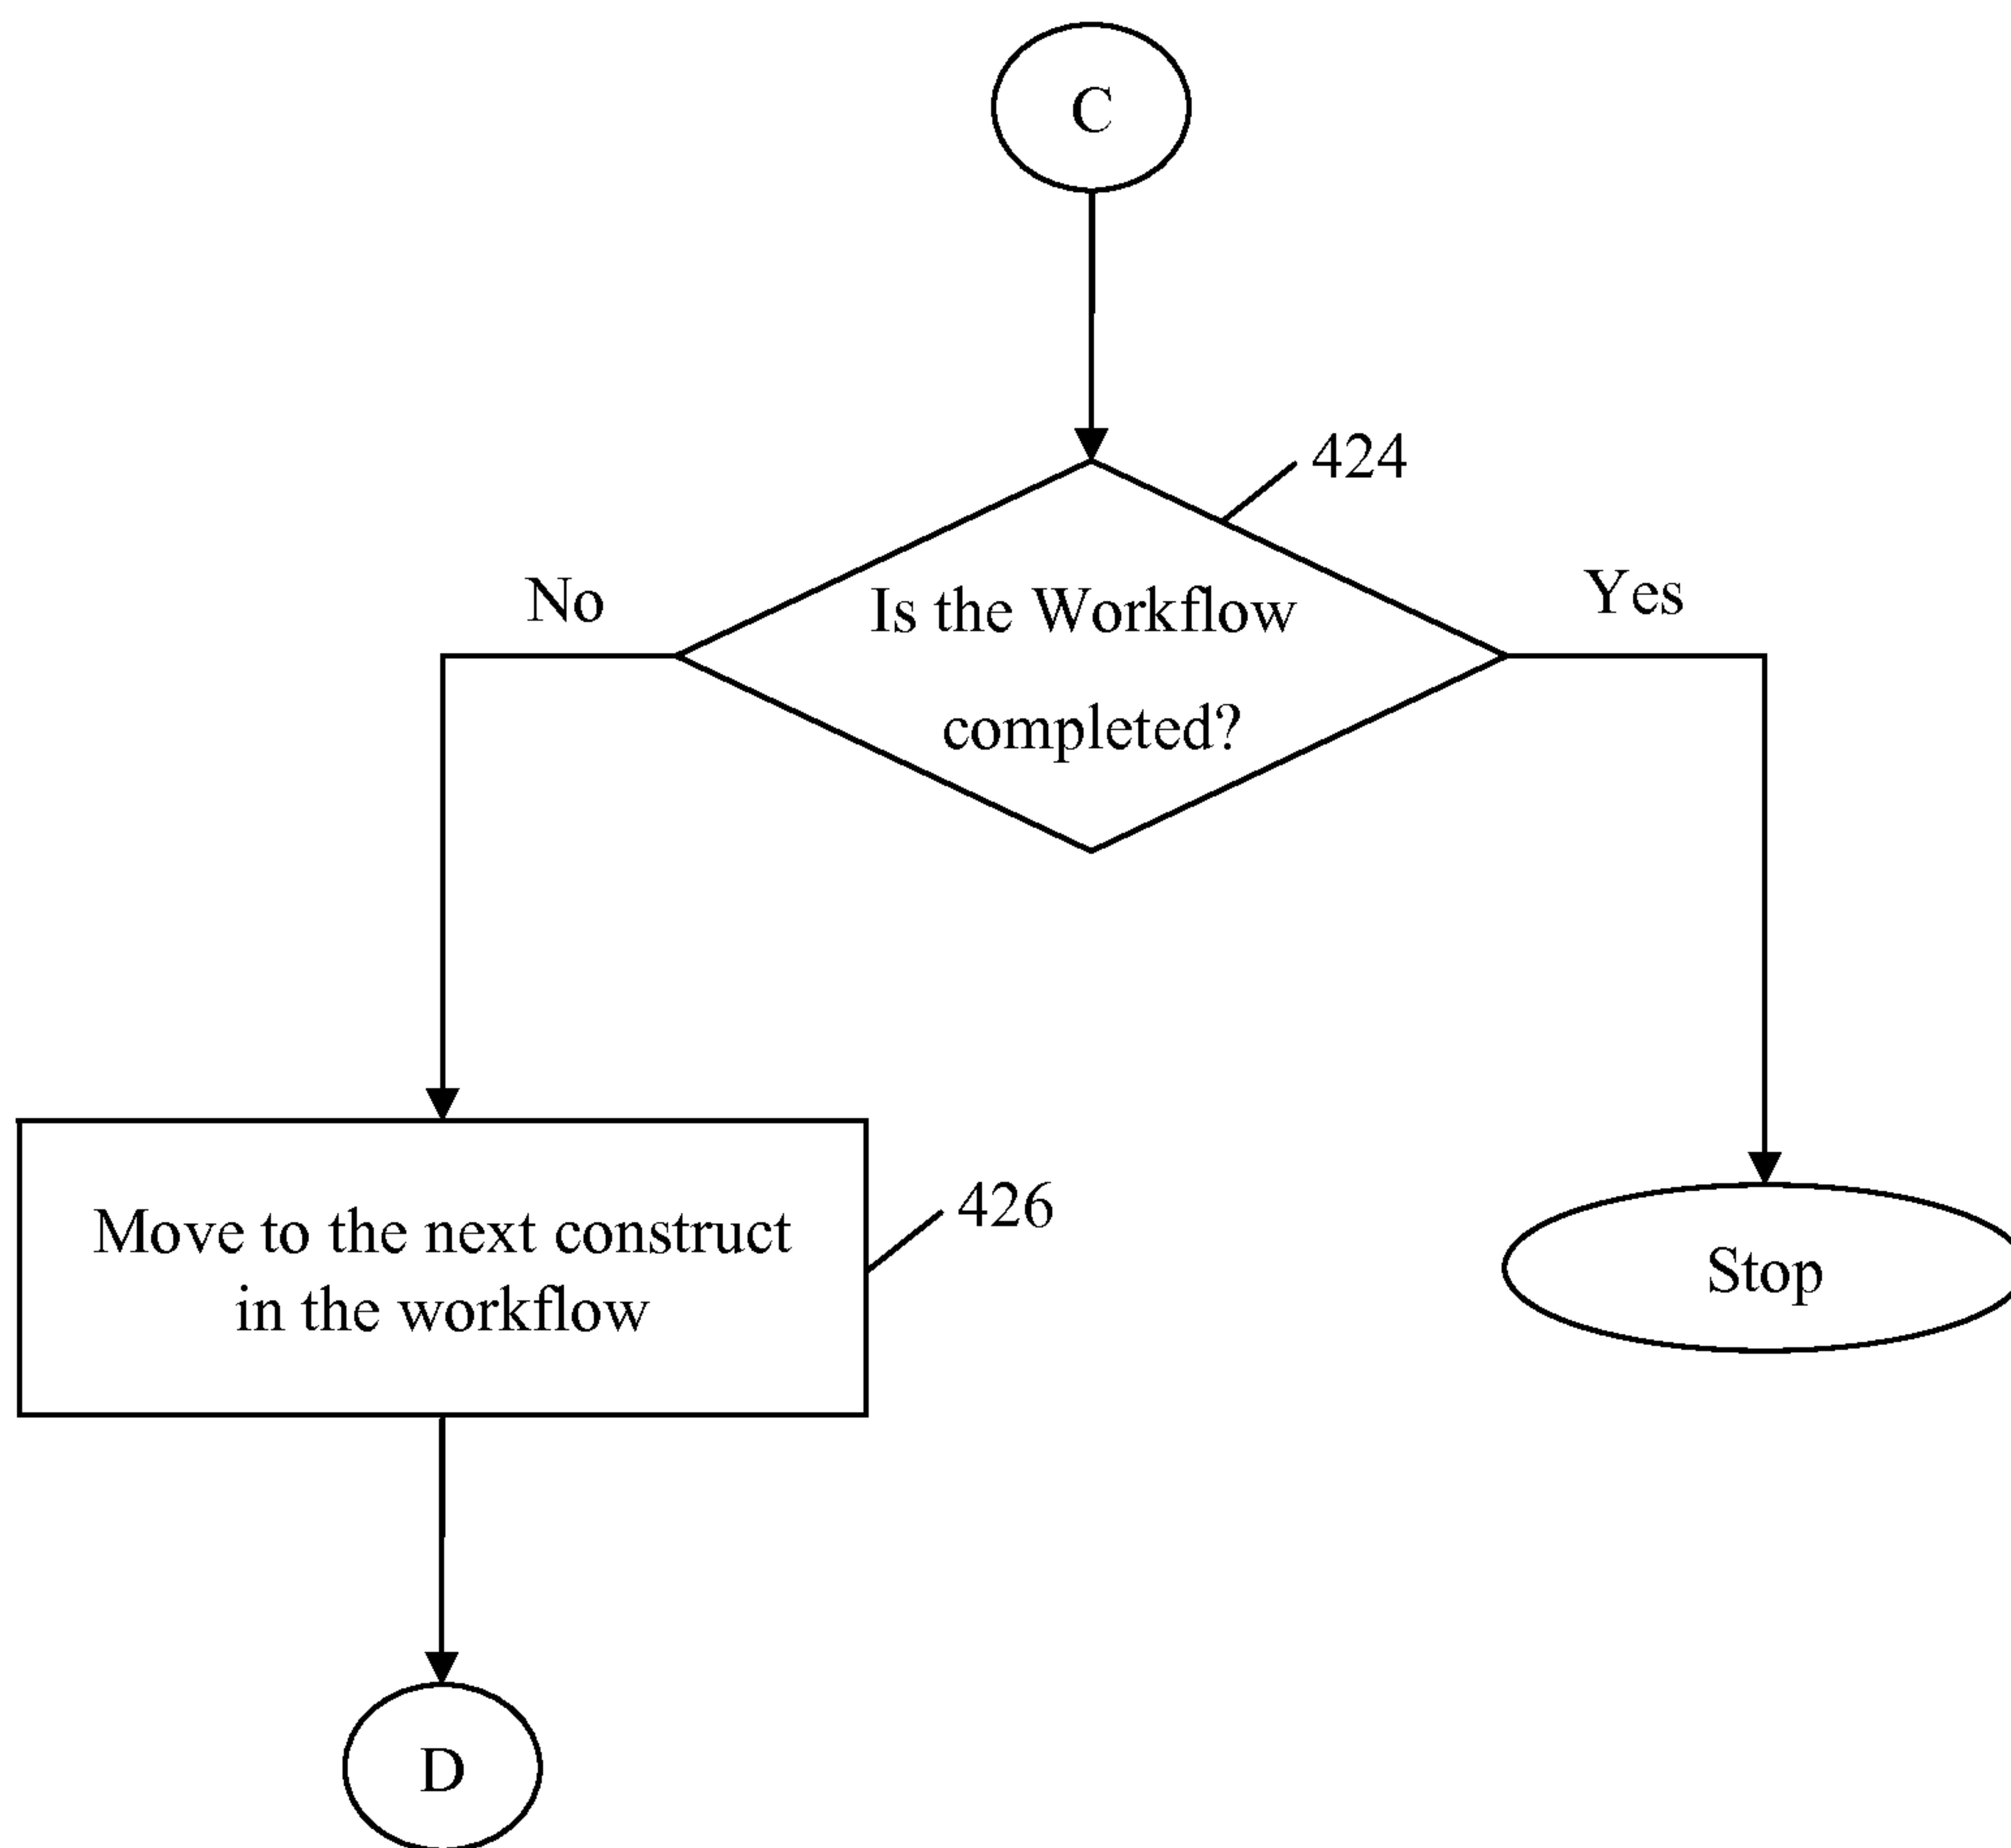 C
424
No
Yes
Is the Workflow
completed?
Move to the next construct
in the workflow
426
Stop
D